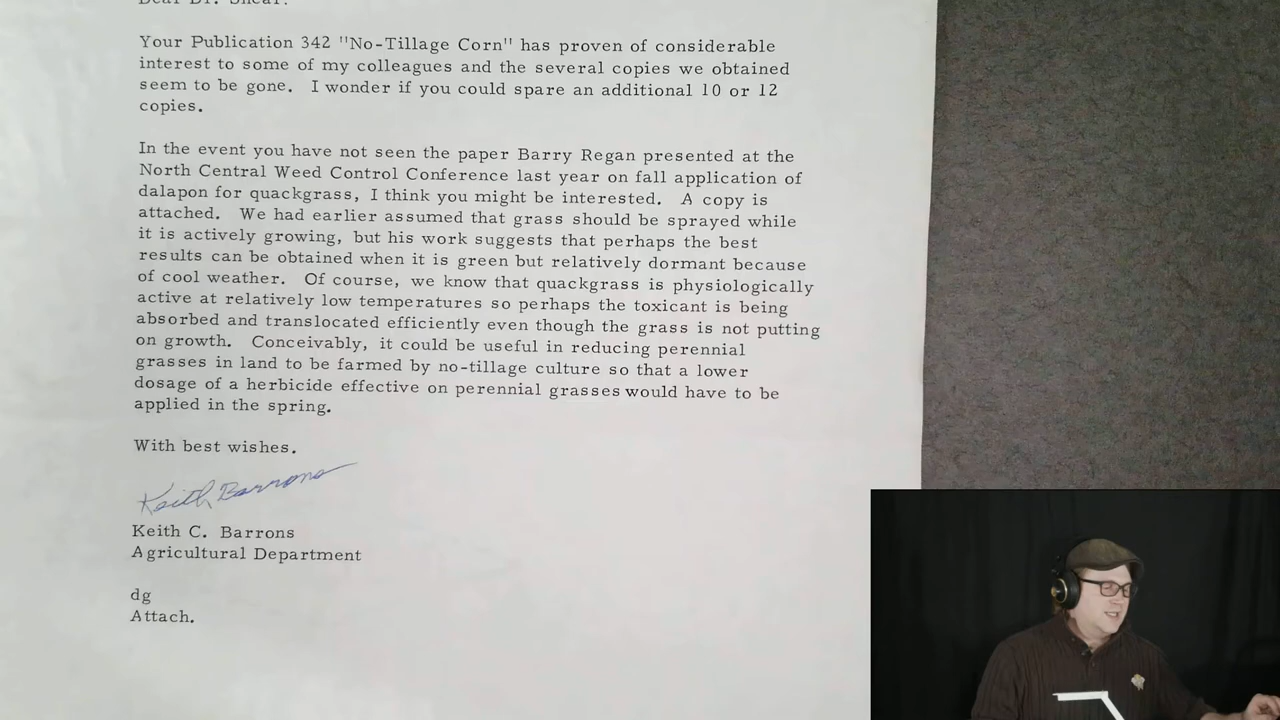 Dear Dr. Shear:
Your Publication 342 "No-Tillage Corn" has proven of considerable
interest to some of my colleagues and the several copies we obtained
seem to be gone. I wonder if you could spare an additional 10 or 12
copies.
In the event you have not seen the paper Barry Regan presented at the
North Central Weed Control Conference last year on fall application of
dalapon for quackgrass, I think you might be interested. A copy is
attached. We had earlier assumed that grass should be sprayed while
it is actively growing, but his work suggests that perhaps the best
results can be obtained when it is green but relatively dormant because
of cool weather. Of course, we know that quackgrass is physiologically
active at relatively low temperatures so perhaps the toxicant is being
absorbed and translocated efficiently even though the grass is not putting
on growth. Conceivably, it could be useful in reducing perennial
grasses in land to be farmed by no-tillage culture so that a lower
dosage of a herbicide effective on perennial grasses would have to be
applied in the spring.
With best wishes.
Keith Barrons
Keith C. Barrons
Agricultural Department
dg
Attach.